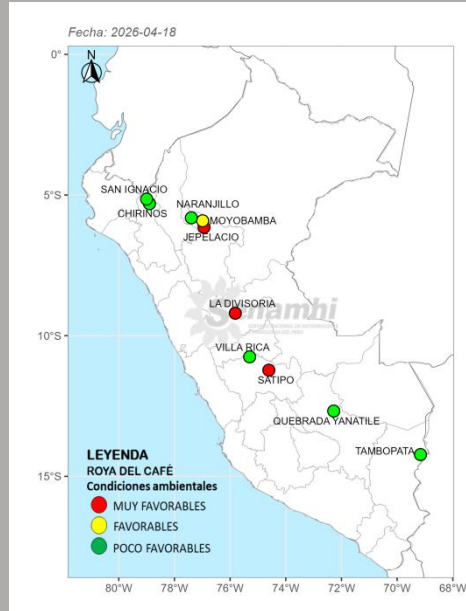 Fecha: 2026-04-18
0°
N
5°S
SAN IGNACIO
CHIRINOS
NARANJILLO
MOYOBAMBA
JEPELACIO
LA DIVISORIA
Senamhi
10°S
VILLA RICA
SATIPO
QUEBRADA YANATILE
TAMBOPATA
15°S
LEYENDA
ROYA DEL CAFÉ
Condiciones ambientales
MUY FAVORABLES
FAVORABLES
POCO FAVORABLES
80°W 78°W 76°W 74°W 72°W 70°W 68°W